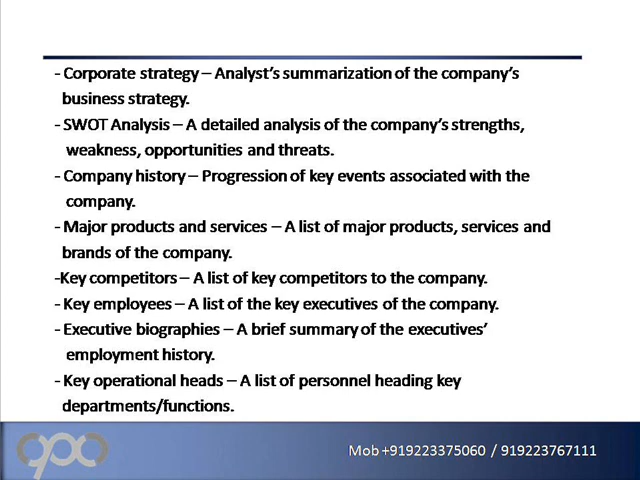 - Corporate strategy – Analyst's summarization of the company's
business strategy.
- SWOT Analysis – A detailed analysis of the company's strengths,
weakness, opportunities and threats.
- Company history – Progression of key events associated with the
company.
- Major products and services – A list of major products, services and
brands of the company.
-Key competitors – A list of key competitors to the company.
- Key employees – A list of the key executives of the company.
- Executive biographies – A brief summary of the executives'
employment history.
- Key operational heads – A list of personnel heading key
departments/functions.
Mob +919223375060 / 919223767111